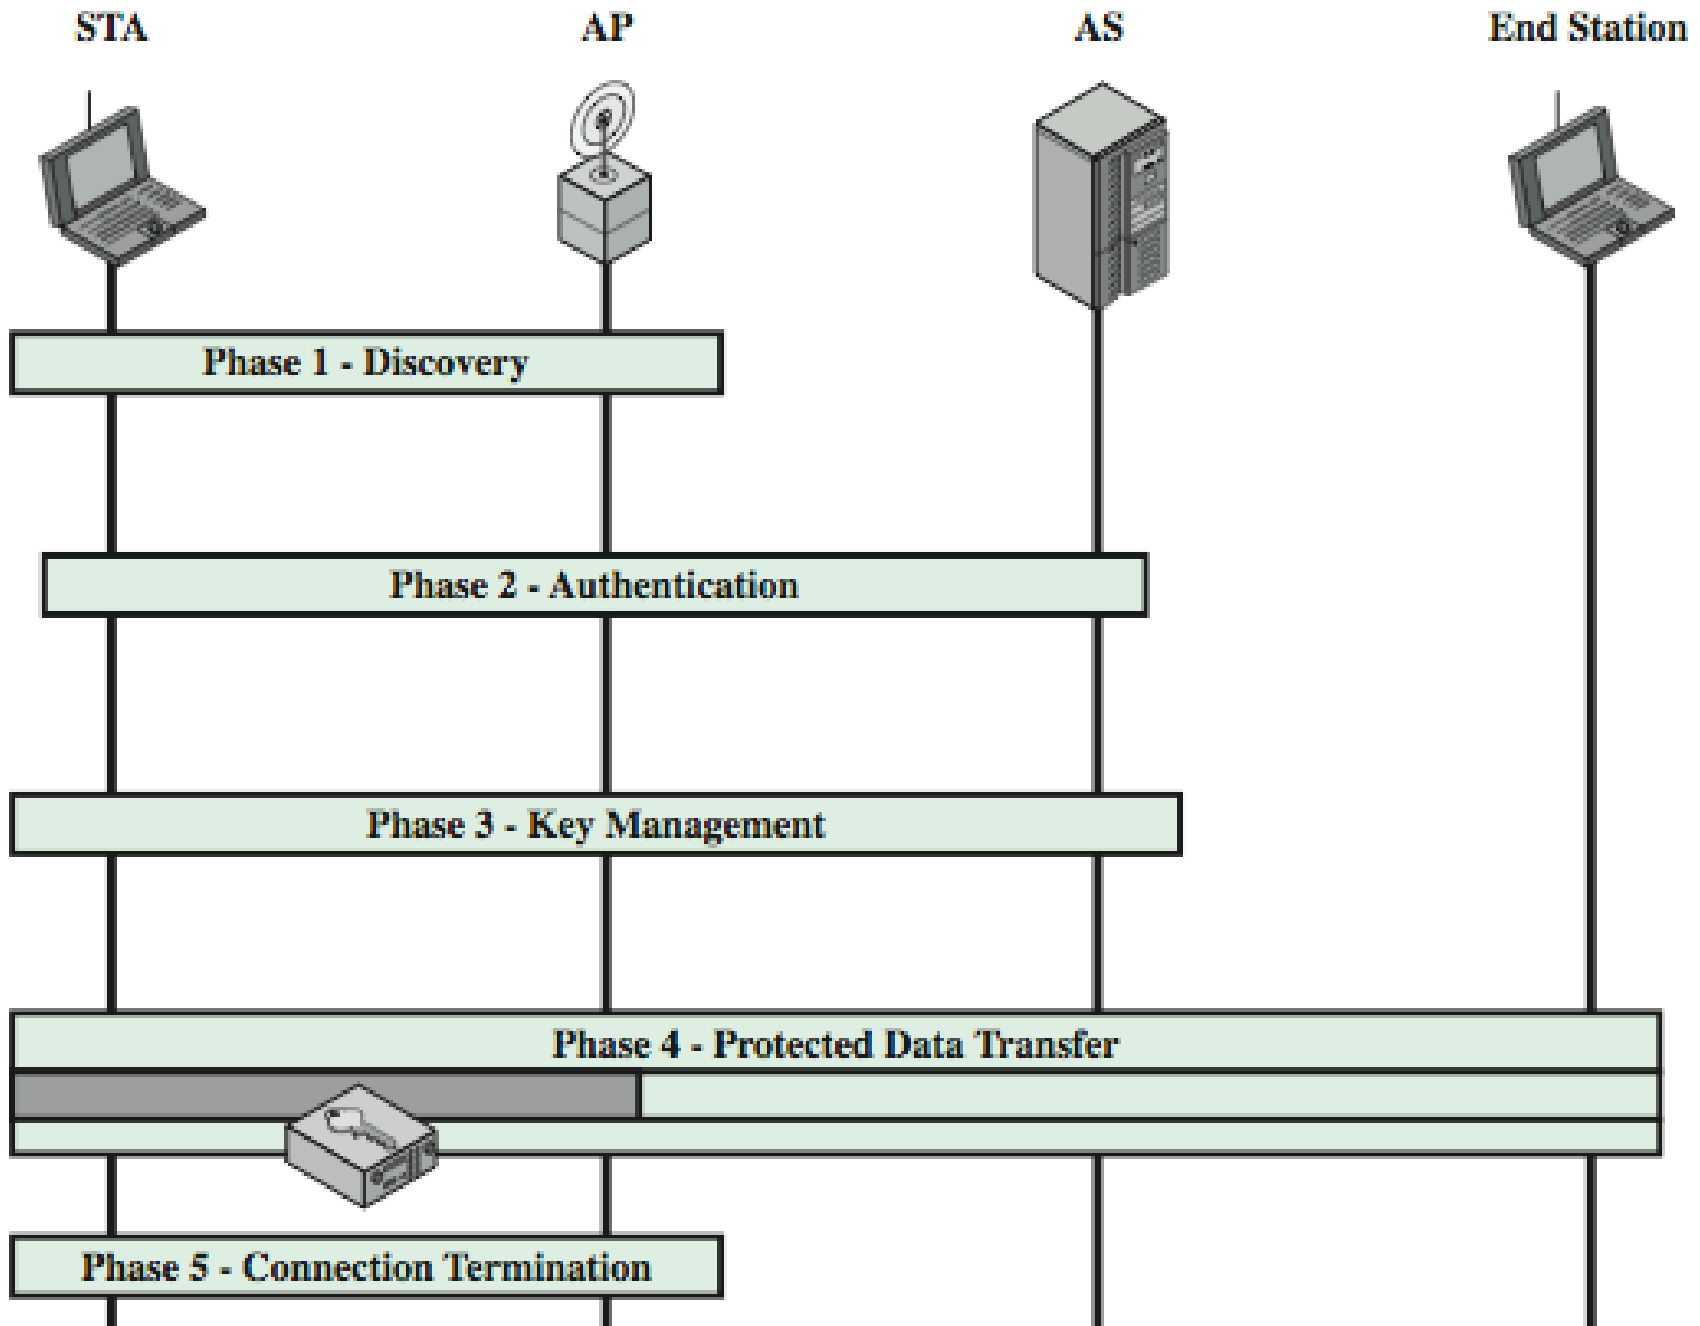 STA
AP
AS
End Station
Phase 1 - Discovery
Phase 2 - Authentication
Phase 3 - Key Management
Phase 4 - Protected Data Transfer
Phase 5 - Connection Termination